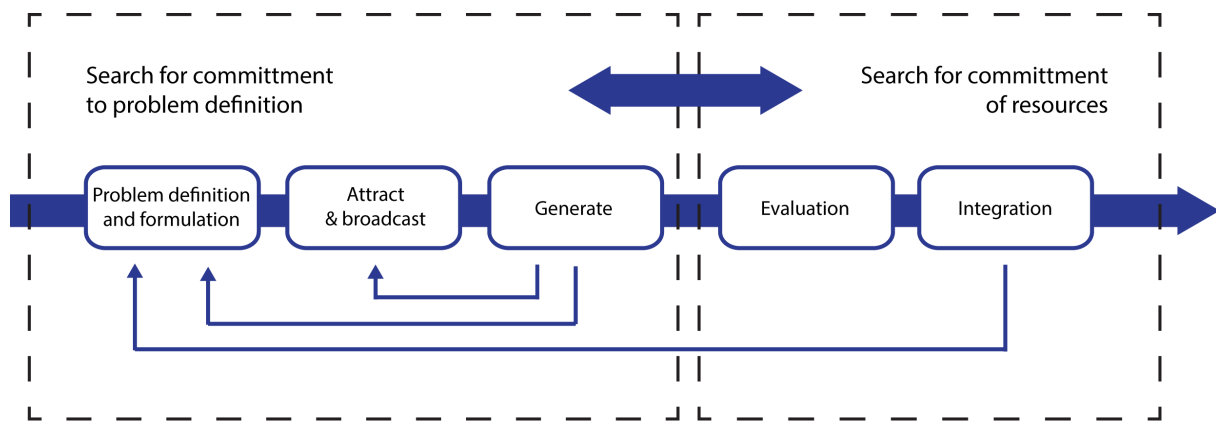 Search for committment
to problem definition
Search for committment
of resources
Problem definition
and formulation
Attract
& broadcast
Generate
Evaluation
Integration